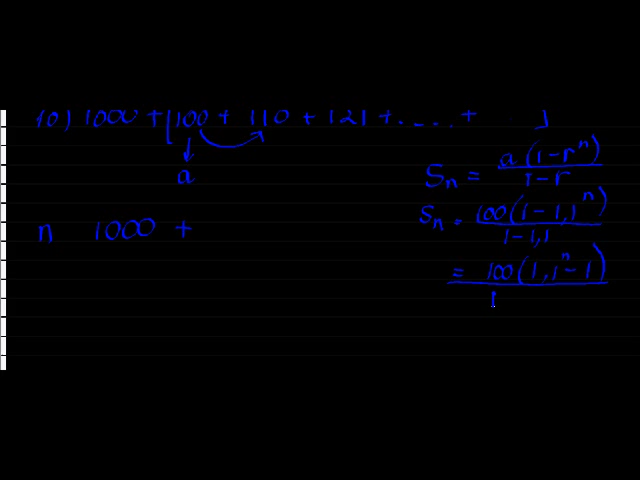 10) 1000 + [100 + 110 + 121 + .... + ]
a
Sn = a(1-r^n) / 1-r
Sn = 100(1-1,1^n) / 1-1,1
n 1000 +
= 100(1,1^n - 1) / 1